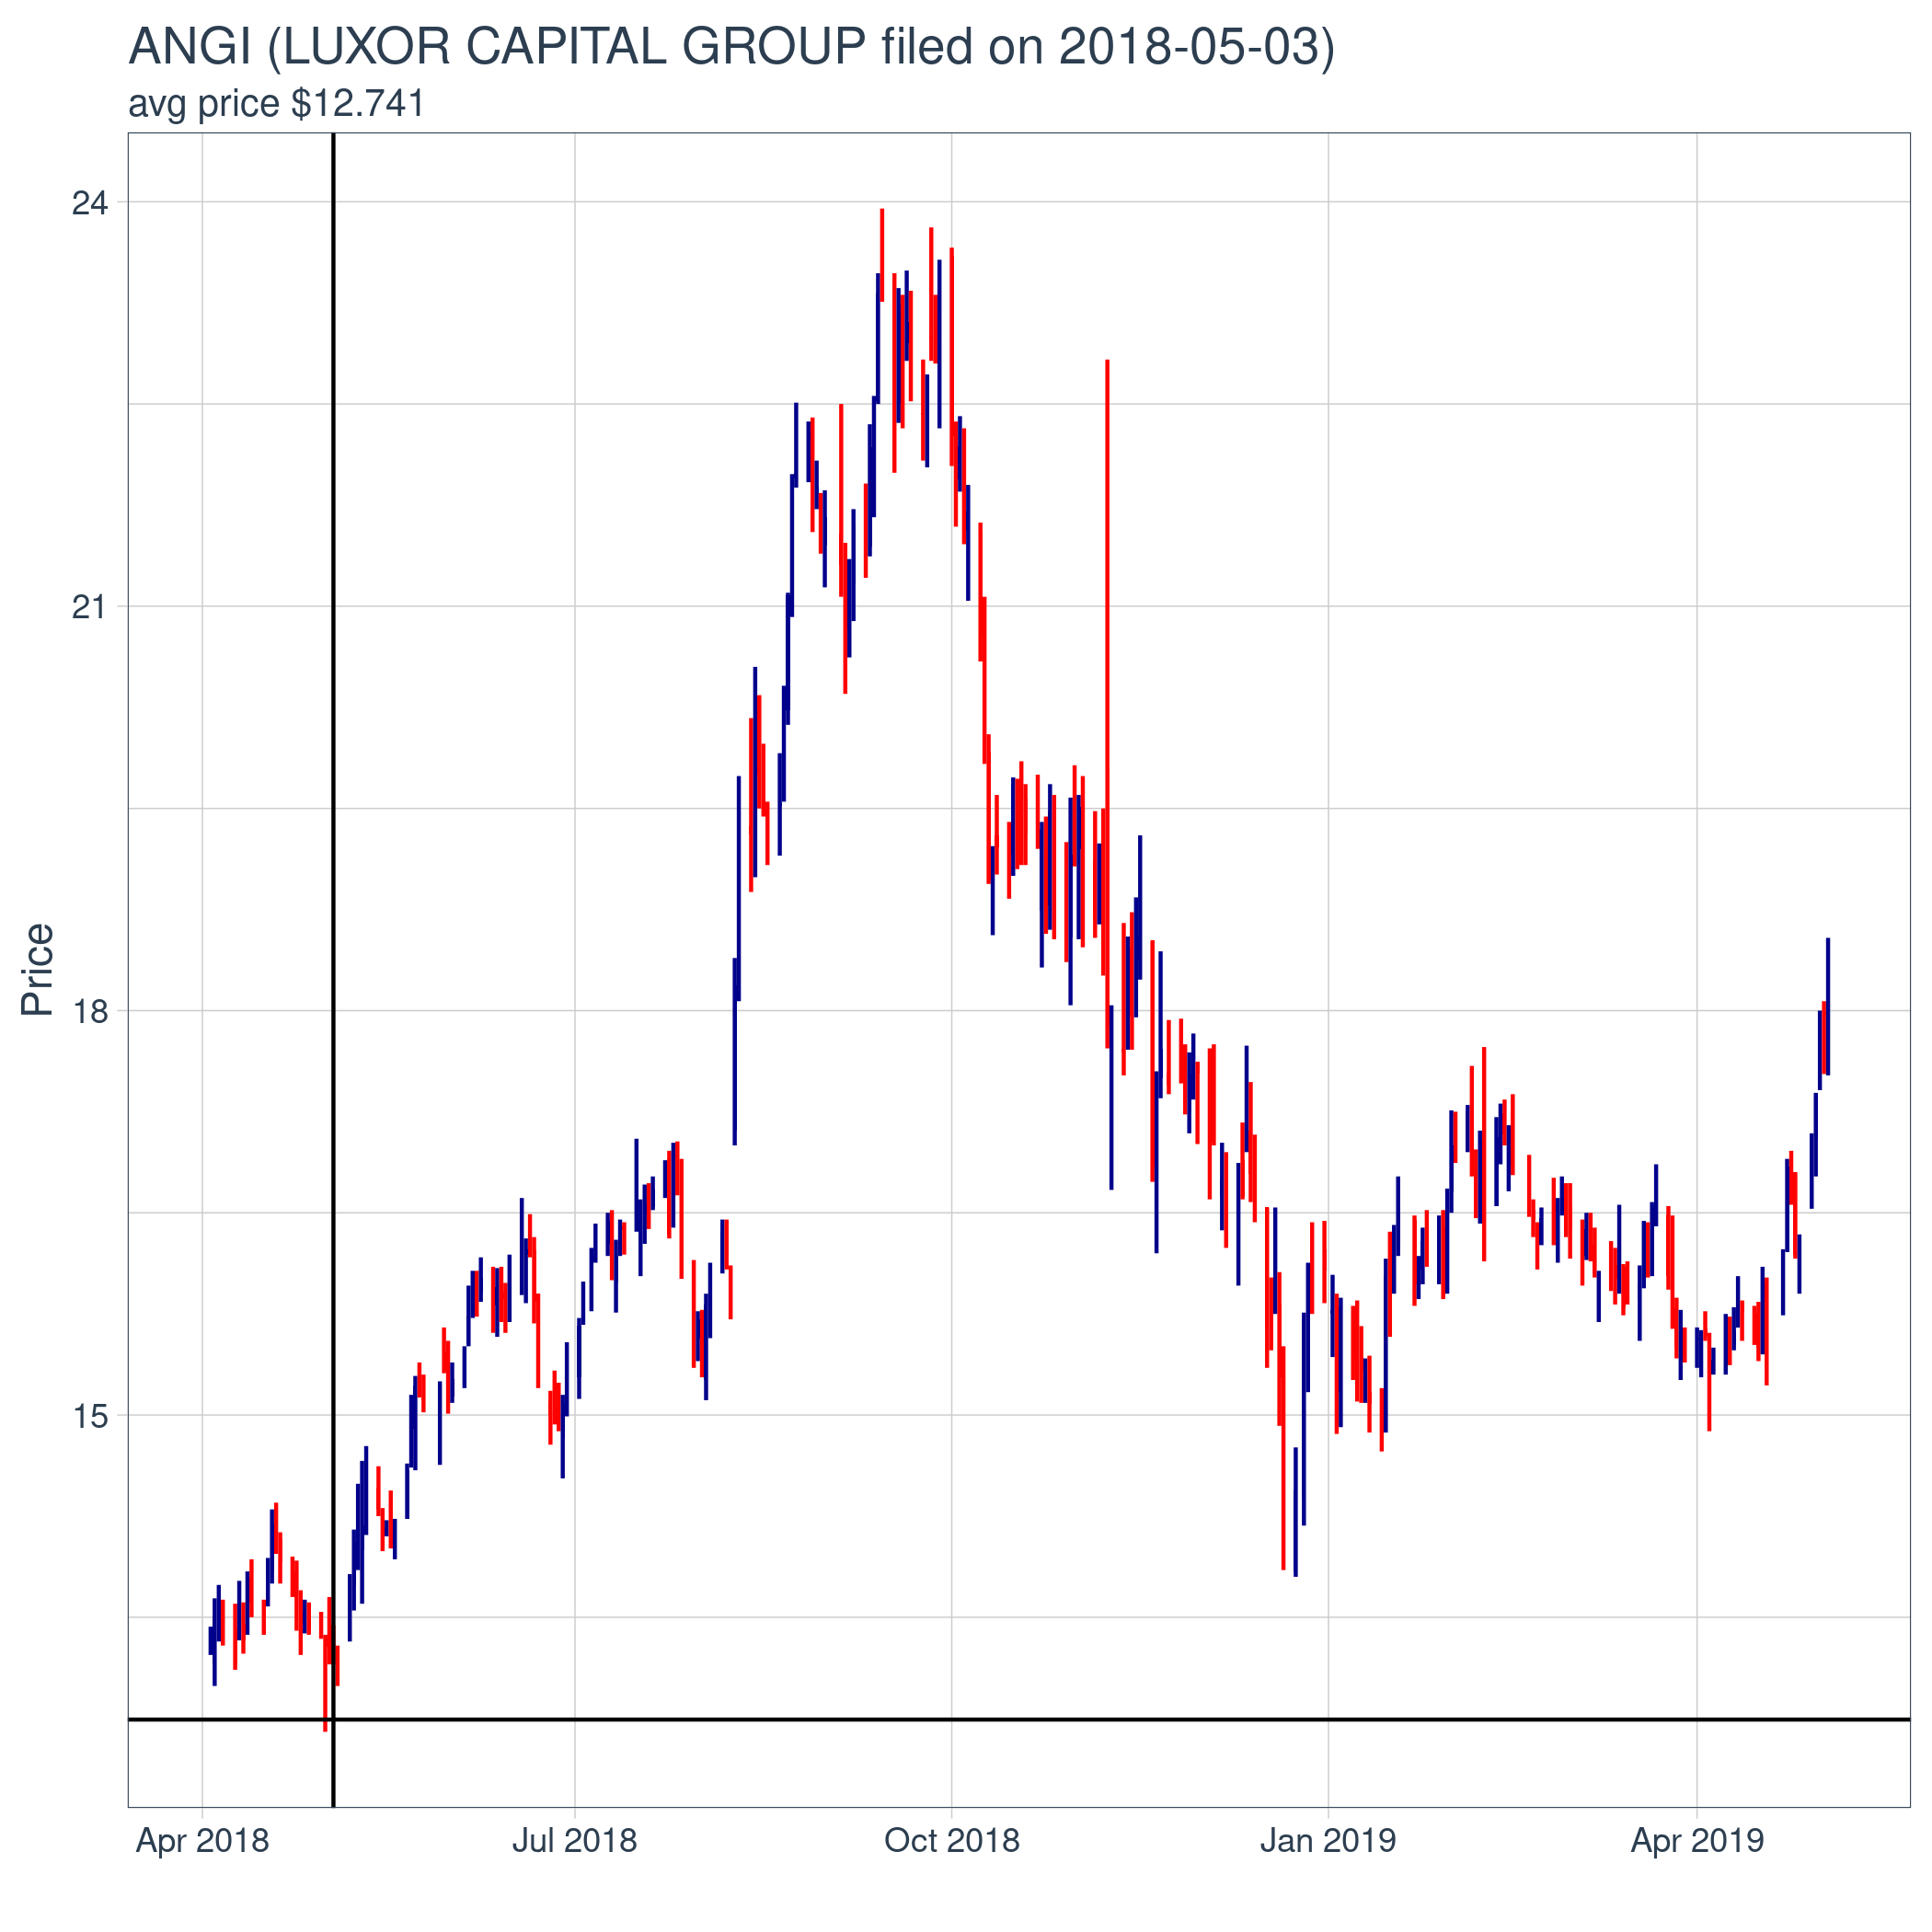 ANGI (LUXOR CAPITAL GROUP filed on 2018-05-03)
avg price $12.741
24
21
18
15
Price
Apr 2018
Jul 2018
Oct 2018
Jan 2019
Apr 2019